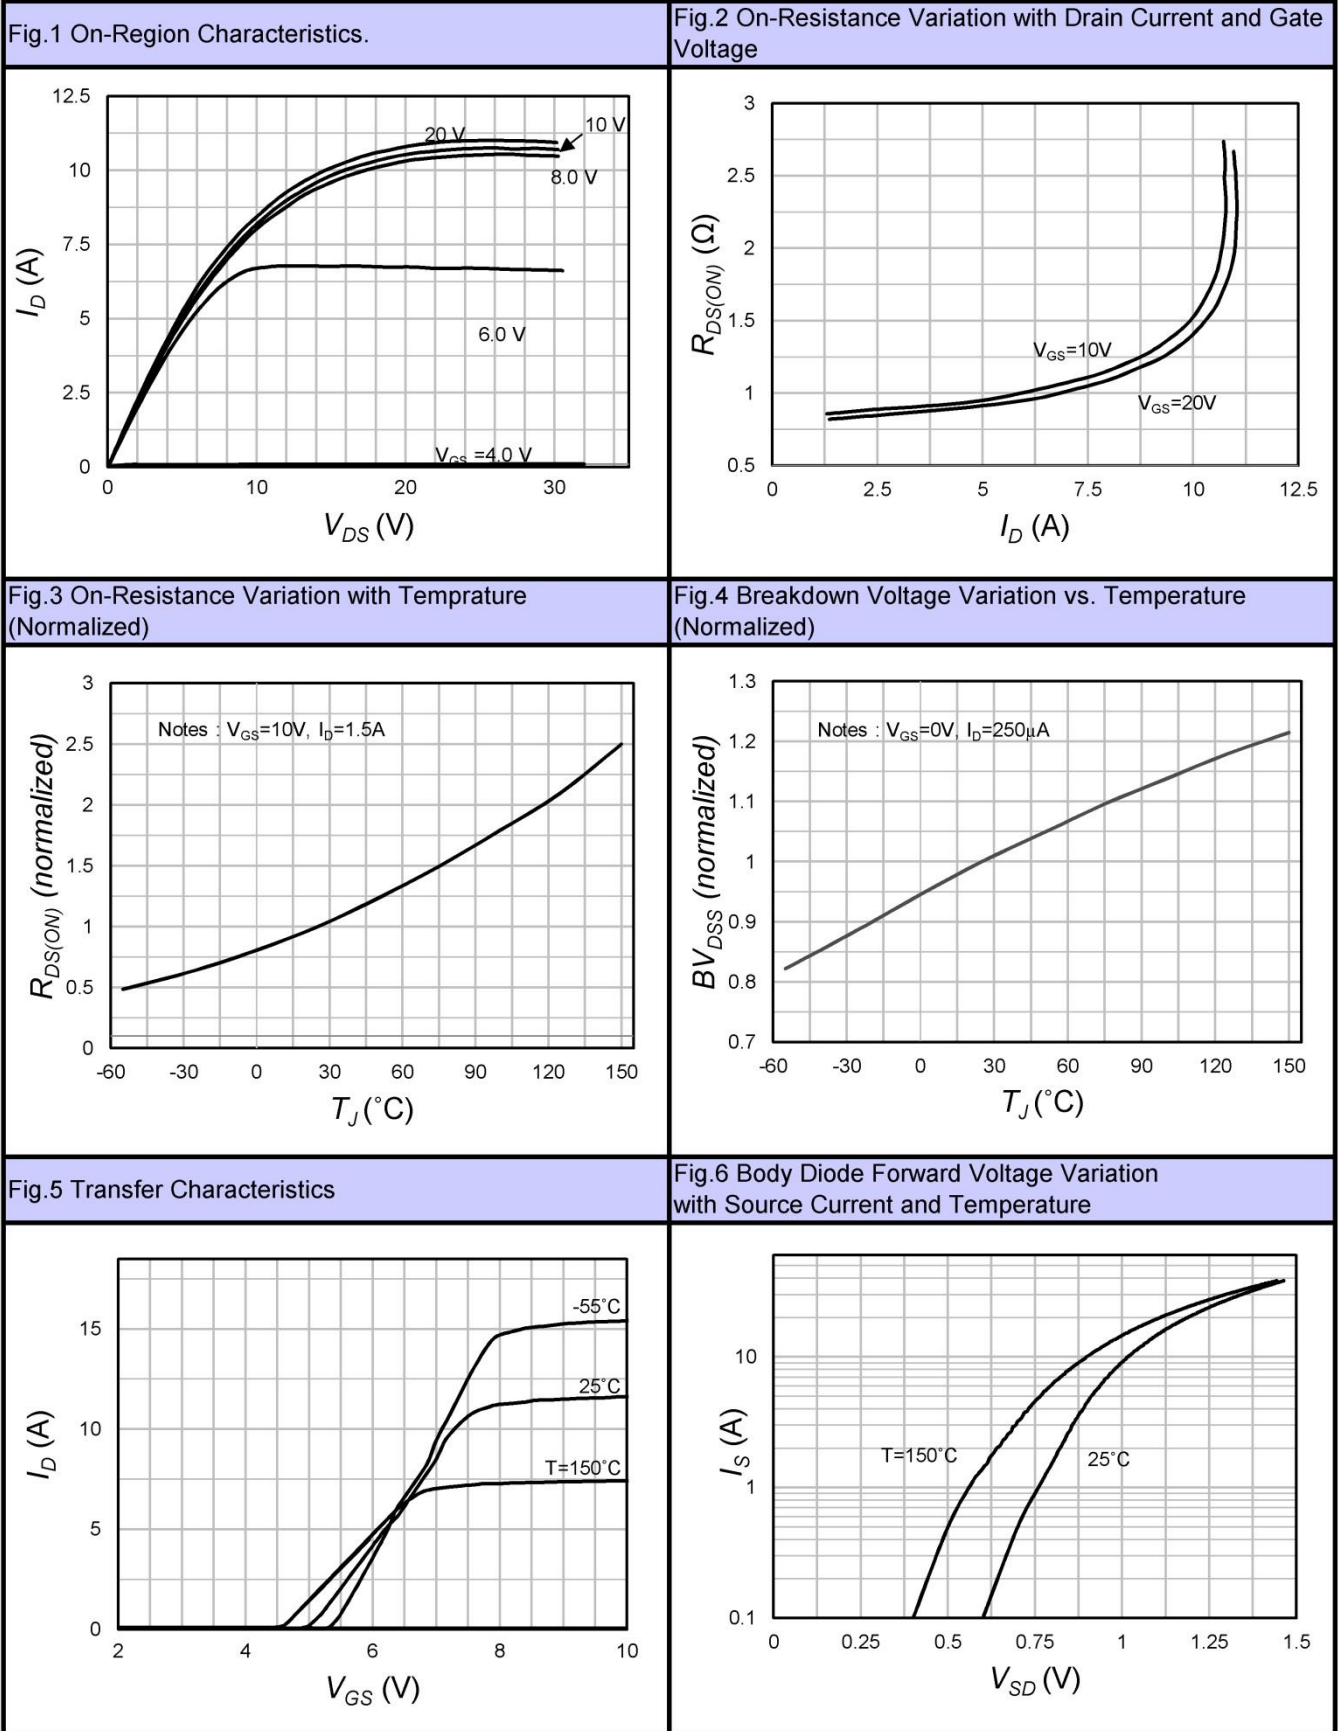 Fig.1 On-Region Characteristics.
Fig.2 On-Resistance Variation with Drain Current and Gate
Voltage
12.5
10
7.5
5
2.5
0
I_D (A)
20 V
10 V
8.0 V
6.0 V
V_GS =4.0 V
0 10 20 30
V_DS (V)
3
2.5
2
1.5
1
0.5
R_DS(ON) (Ω)
V_GS=10V
V_GS=20V
0 2.5 5 7.5 10 12.5
I_D (A)
Fig.3 On-Resistance Variation with Temprature
(Normalized)
Fig.4 Breakdown Voltage Variation vs. Temperature
(Normalized)
3
2.5
2
1.5
1
0.5
0
R_DS(ON) (normalized)
Notes : V_GS=10V, I_D=1.5A
-60 -30 0 30 60 90 120 150
T_J (˚C)
1.3
1.2
1.1
1
0.9
0.8
0.7
BV_DSS (normalized)
Notes : V_GS=0V, I_D=250μA
-60 -30 0 30 60 90 120 150
T_J (˚C)
Fig.5 Transfer Characteristics
Fig.6 Body Diode Forward Voltage Variation
with Source Current and Temperature
15
10
5
0
I_D (A)
-55˚C
25˚C
T=150˚C
2 4 6 8 10
V_GS (V)
10
1
0.1
I_S (A)
T=150˚C
25˚C
0 0.25 0.5 0.75 1 1.25 1.5
V_SD (V)